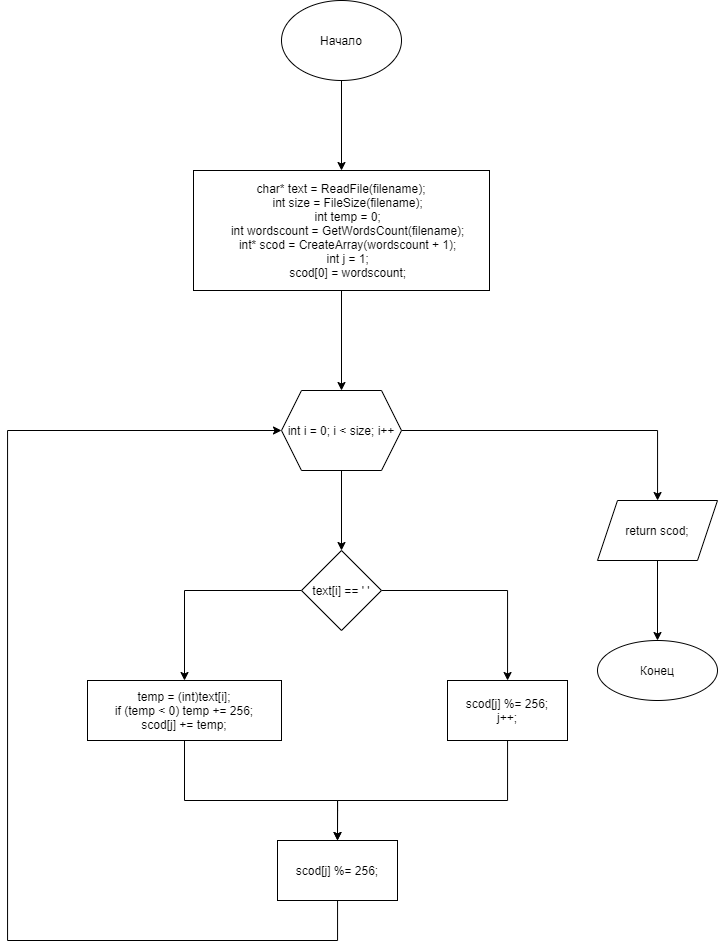 Начало
char* text = ReadFile(filename);
int size = FileSize(filename);
int temp = 0;
int wordscount = GetWordsCount(filename);
int* scod = CreateArray(wordscount + 1);
int j = 1;
scod[0] = wordscount;
int i = 0; i < size; i++
return scod;
text[i] == ' '
Конец
temp = (int)text[i];
if (temp < 0) temp += 256;
scod[j] += temp;
scod[j] %= 256;
j++;
scod[j] %= 256;